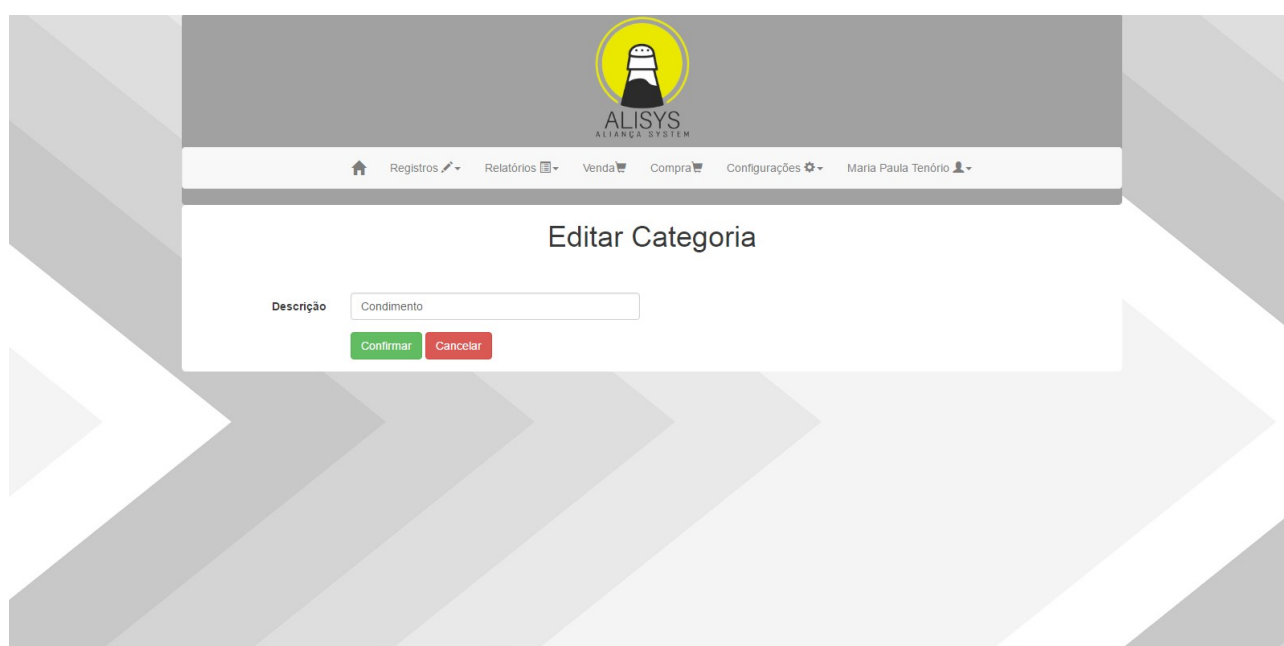 ALISYS
ALIANÇA SYSTEM
Registros Relatórios Venda Compra Configurações Maria Paula Tenório
Editar Categoria
Descrição Condimento
Confirmar Cancelar